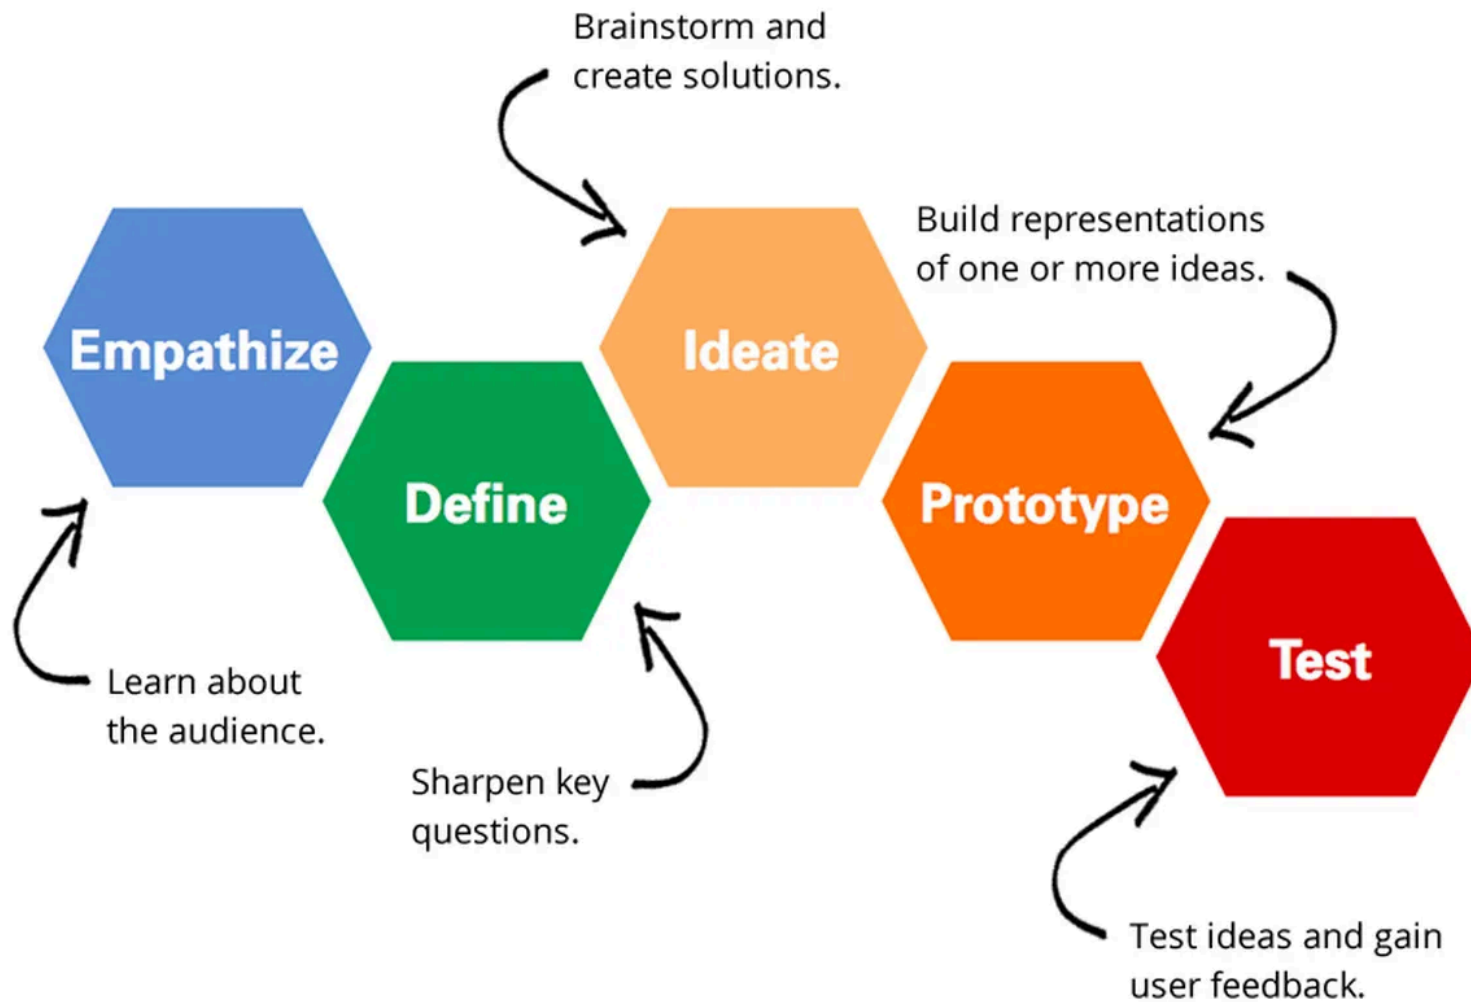 Brainstorm and
create solutions.
Build representations
of one or more ideas.
Empathize
Ideate
Define
Prototype
Test
Learn about
the audience.
Sharpen key
questions.
Test ideas and gain
user feedback.